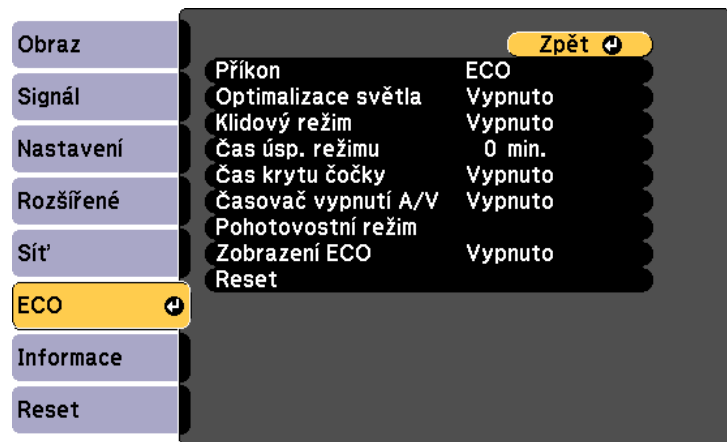 Obraz
Signál
Nastavení
Rozšířené
Síť
ECO
Informace
Reset
Zpět
Příkon ECO
Optimalizace světla Vypnuto
Klidový režim Vypnuto
Čas úsp. režimu 0 min.
Čas krytu čočky Vypnuto
Časovač vypnutí A/V Vypnuto
Pohotovostní režim
Zobrazení ECO Vypnuto
Reset